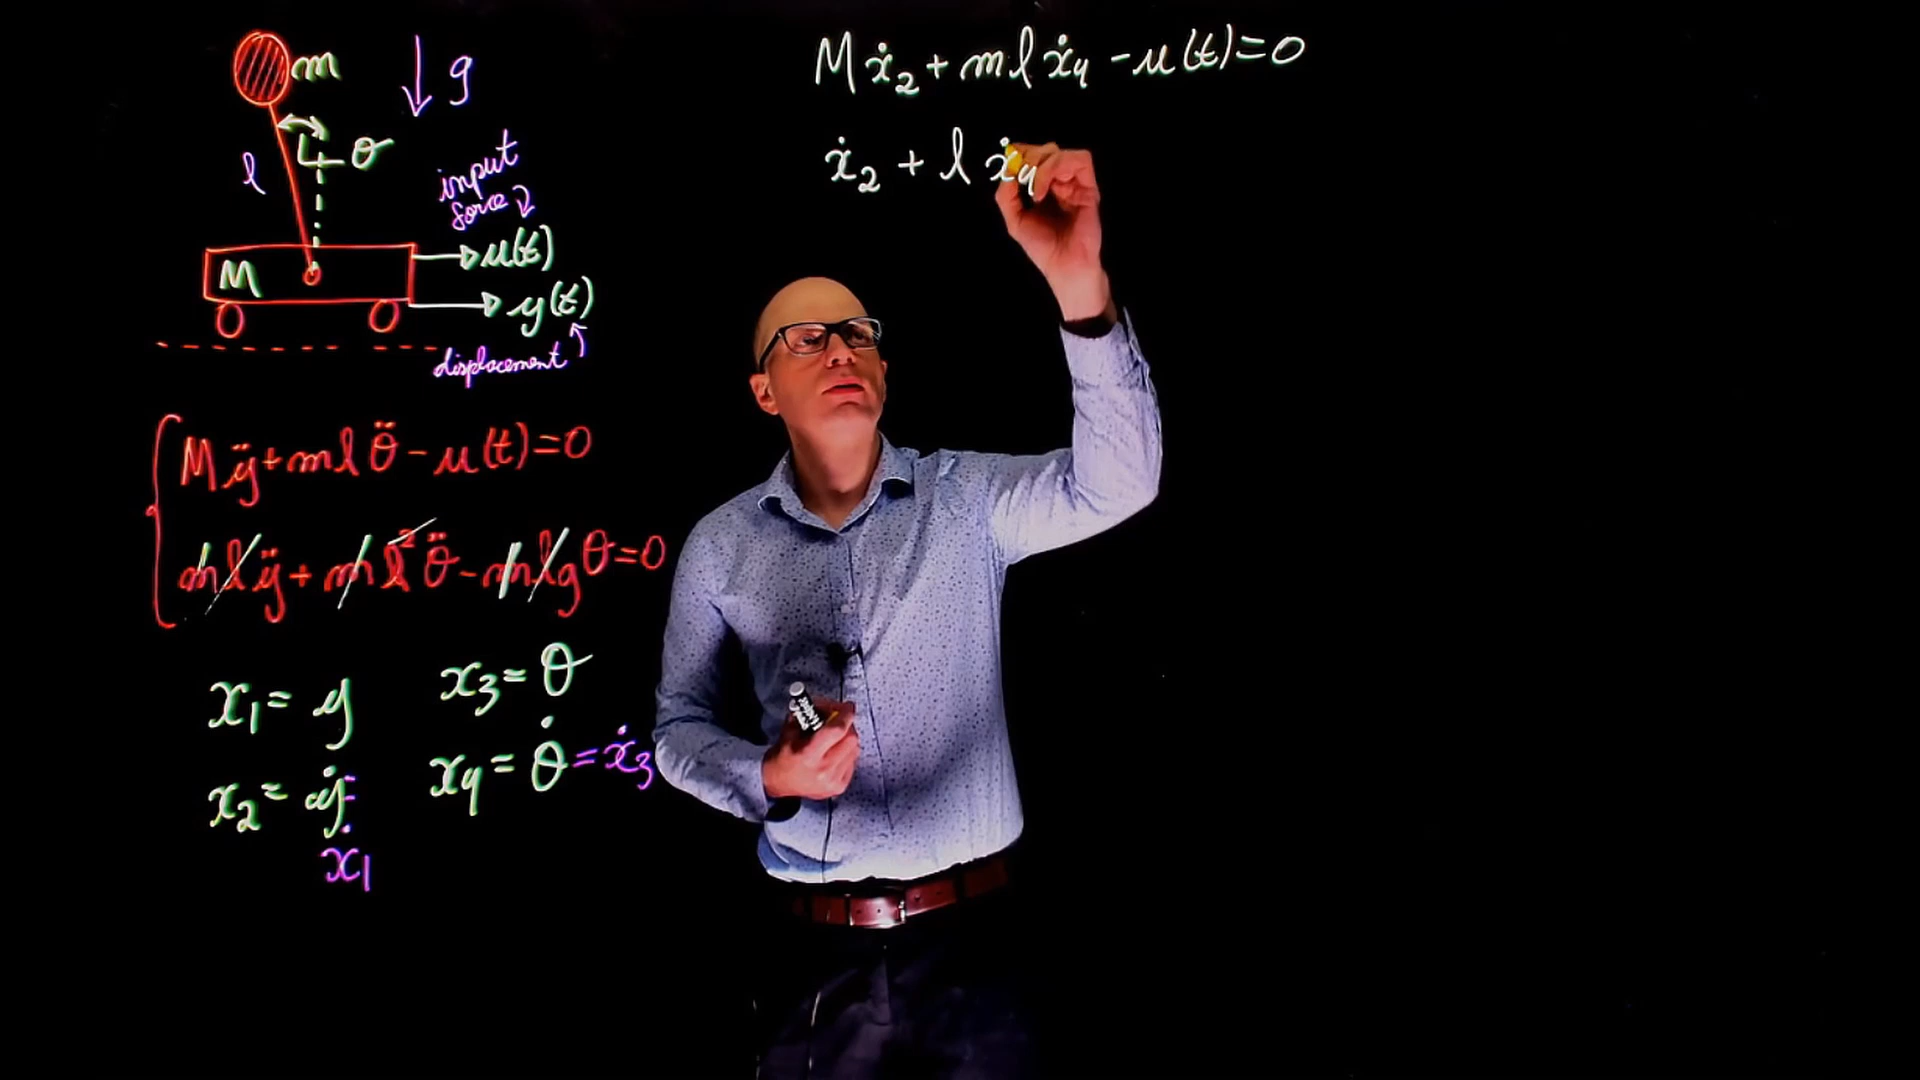 m
g
l
θ
input
force
M
u(t)
y(t)
displacement
Mÿ+mlθ̈-u(t)=0
mlÿ+ml²θ̈-mlgθ=0
x₁=y
x₃=θ
x₂=ẏ=
ẋ₁
x₄=θ̇=ẋ₃
Mẋ₂+mlẋ₄-u(t)=0
ẋ₂+lẋ₄